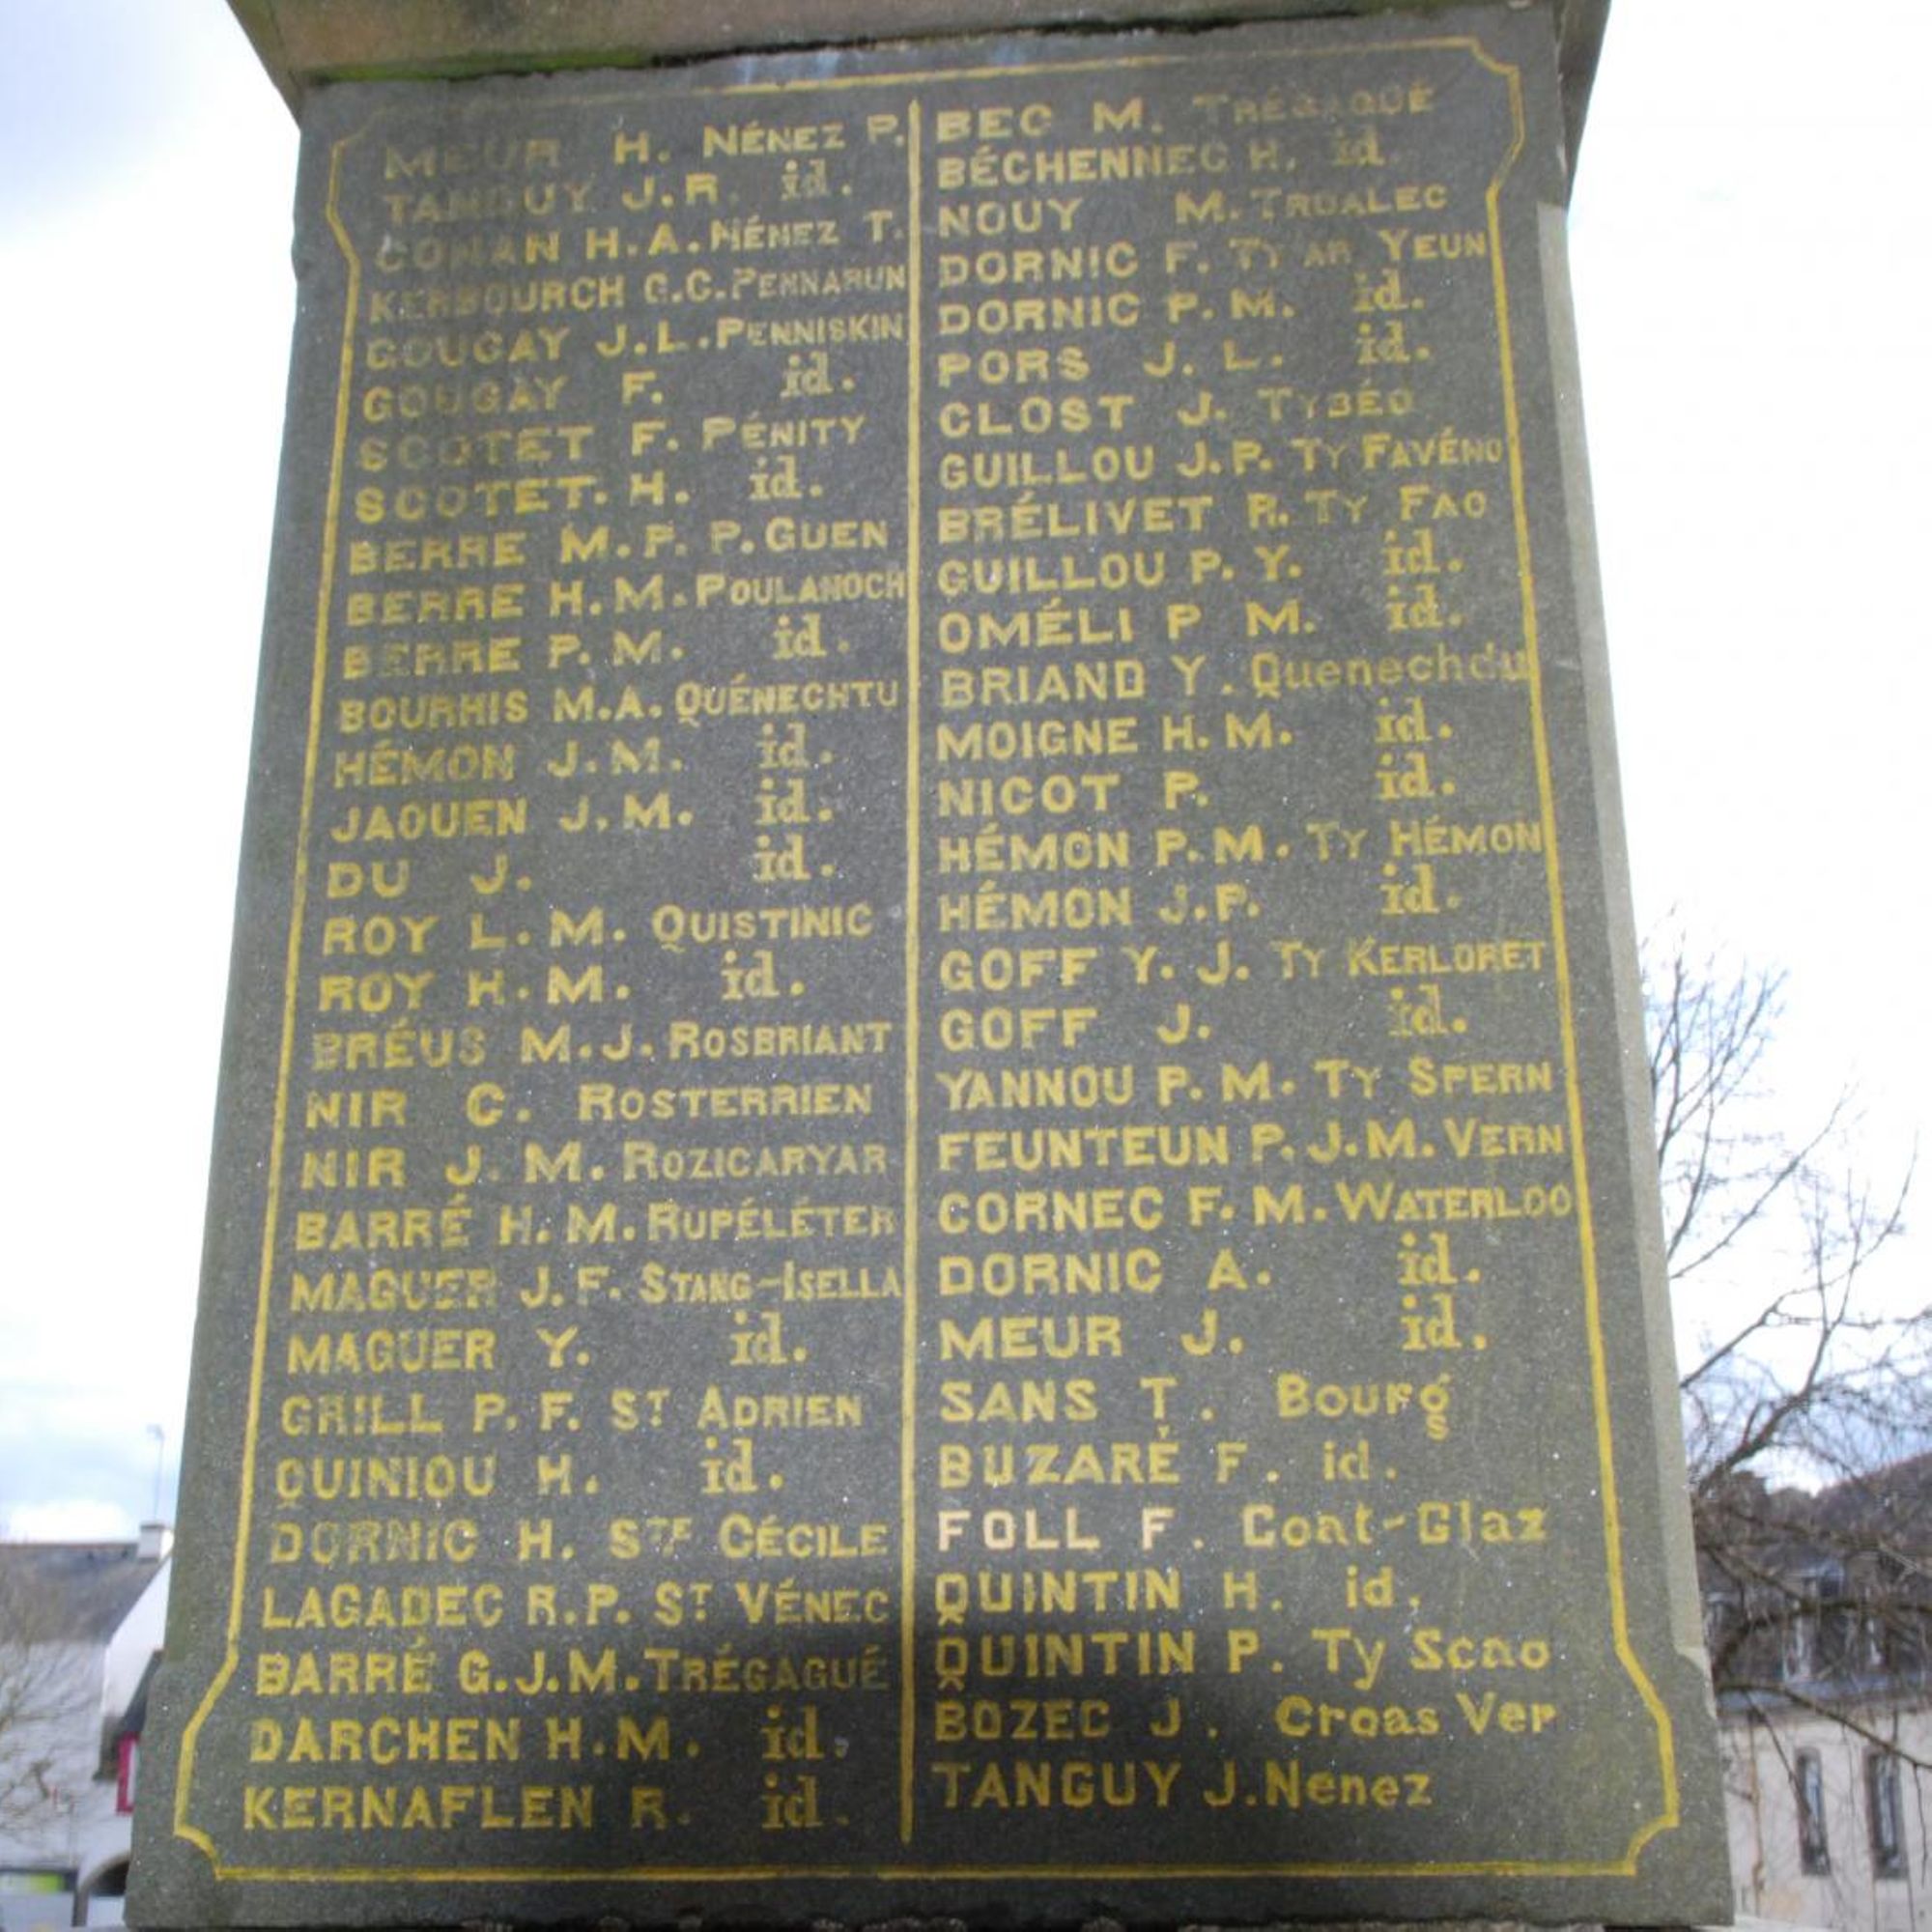 MEUR H. NÉNEZ P.
TANGUY J.R. id.
CONAN H.A. NÉNEZ T.
KERBOURCH G.C. PENNARUN
GOUGAY J.L. PENNISKIN
GOUGAY F. id.
SCOTET F. PÉNITY
SCOTET. H. id.
BERRE M.P. P. GUEN
BERRE H.M. POULANOCH
BERRE P.M. id.
BOURHIS M.A. QUÉNECHTU
HÉMON J.M. id.
JAOUEN J.M. id.
DU J. id.
ROY L.M. QUISTINIC
ROY H.M. id.
BRÉUS M.J. ROSBRIANT
NIR C. ROSTERRIEN
NIR J.M. ROZICARYAR
BARRÉ H.M. RUPÉLÉTER
MAGUER J.F. STANG-ISELLA
MAGUER Y. id.
GRILL P.F. ST ADRIEN
QUINIOU H. id.
DORNIC H. STE CÉCILE
LAGADEC R.P. ST VÉNEC
BARRÉ G.J.M. TRÉGAGUÉ
DARCHEN H.M. id.
KERNAFLEN R. id.
BEC M. TRÉGAGUÉ
BÉCHENNEC H. id.
NOUY M. TROALEC
DORNIC F. TY AR YEUN
DORNIC P.M. id.
PORS J.L. id.
CLOST J. TYBÉO
GUILLOU J.P. TY FAVÉNO
BRÉLIVET R. TY FAO
GUILLOU P.Y. id.
OMÉLI P M. id.
BRIAND Y. Quenechdu
MOIGNE H.M. id.
NICOT P. id.
HÉMON P.M. TY HÉMON
HÉMON J.P. id.
GOFF Y.J. TY KERLORET
GOFF J. id.
YANNOU P.M. TY SPERN
FEUNTEUN P.J.M. VERN
CORNEC F.M. WATERLOO
DORNIC A. id.
MEUR J. id.
SANS T. Bourg
BUZARÉ F. id.
FOLL F. Coat-Glaz
QUINTIN H. id.
QUINTIN P. Ty Scao
BOZEC J. Croas Ver
TANGUY J. Nenez